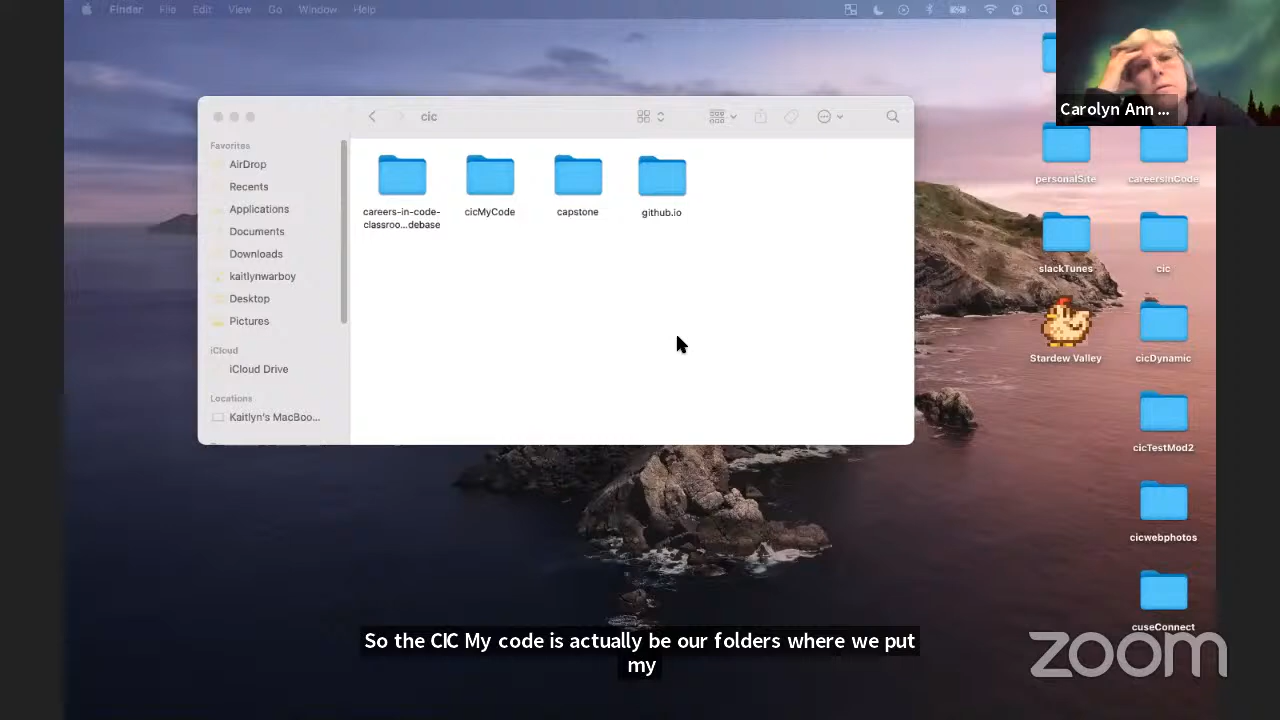 Finder File Edit View Go Window Help
Carolyn Ann ...
cic
Favorites
AirDrop
Recents
Applications
Documents
Downloads
kaitlynwarboy
Desktop
Pictures
iCloud
iCloud Drive
Locations
Kaitlyn's MacBoo...
careers-in-code-
classroo...debase
cicMyCode
capstone
github.io
personalSite
careersInCode
slackTunes
cic
Stardew Valley
cicDynamic
cicTestMod2
cicwebphotos
cuseConnect
So the CIC My code is actually be our folders where we put
my
zoom